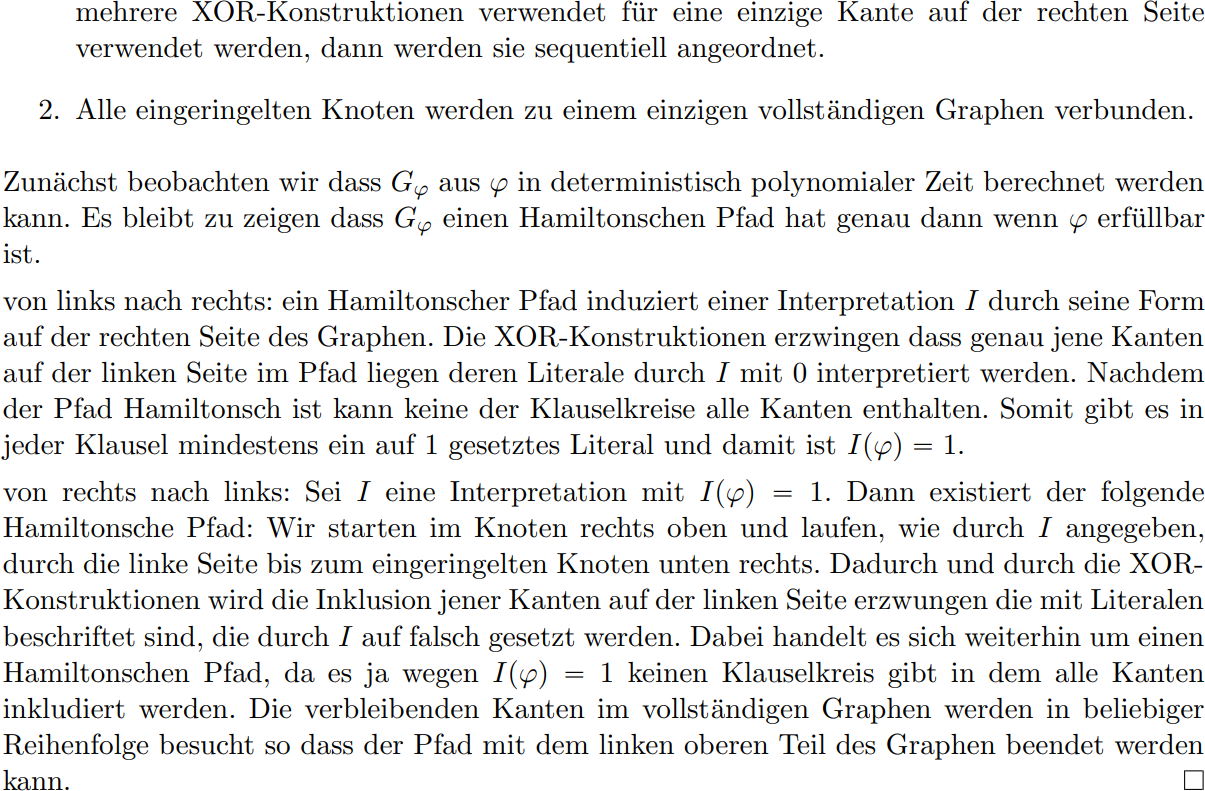 mehrere XOR-Konstruktionen verwendet für eine einzige Kante auf der rechten Seite
verwendet werden, dann werden sie sequentiell angeordnet.
2. Alle eingeringelten Knoten werden zu einem einzigen vollständigen Graphen verbunden.
Zunächst beobachten wir dass G_φ aus φ in deterministisch polynomialer Zeit berechnet werden
kann. Es bleibt zu zeigen dass G_φ einen Hamiltonschen Pfad hat genau dann wenn φ erfüllbar
ist.
von links nach rechts: ein Hamiltonscher Pfad induziert einer Interpretation I durch seine Form
auf der rechten Seite des Graphen. Die XOR-Konstruktionen erzwingen dass genau jene Kanten
auf der linken Seite im Pfad liegen deren Literale durch I mit 0 interpretiert werden. Nachdem
der Pfad Hamiltonsch ist kann keine der Klauselkreise alle Kanten enthalten. Somit gibt es in
jeder Klausel mindestens ein auf 1 gesetztes Literal und damit ist I(φ) = 1.
von rechts nach links: Sei I eine Interpretation mit I(φ) = 1. Dann existiert der folgende
Hamiltonsche Pfad: Wir starten im Knoten rechts oben und laufen, wie durch I angegeben,
durch die linke Seite bis zum eingeringelten Knoten unten rechts. Dadurch und durch die XOR-
Konstruktionen wird die Inklusion jener Kanten auf der linken Seite erzwungen die mit Literalen
beschriftet sind, die durch I auf falsch gesetzt werden. Dabei handelt es sich weiterhin um einen
Hamiltonschen Pfad, da es ja wegen I(φ) = 1 keinen Klauselkreis gibt in dem alle Kanten
inkludiert werden. Die verbleibenden Kanten im vollständigen Graphen werden in beliebiger
Reihenfolge besucht so dass der Pfad mit dem linken oberen Teil des Graphen beendet werden
kann. □